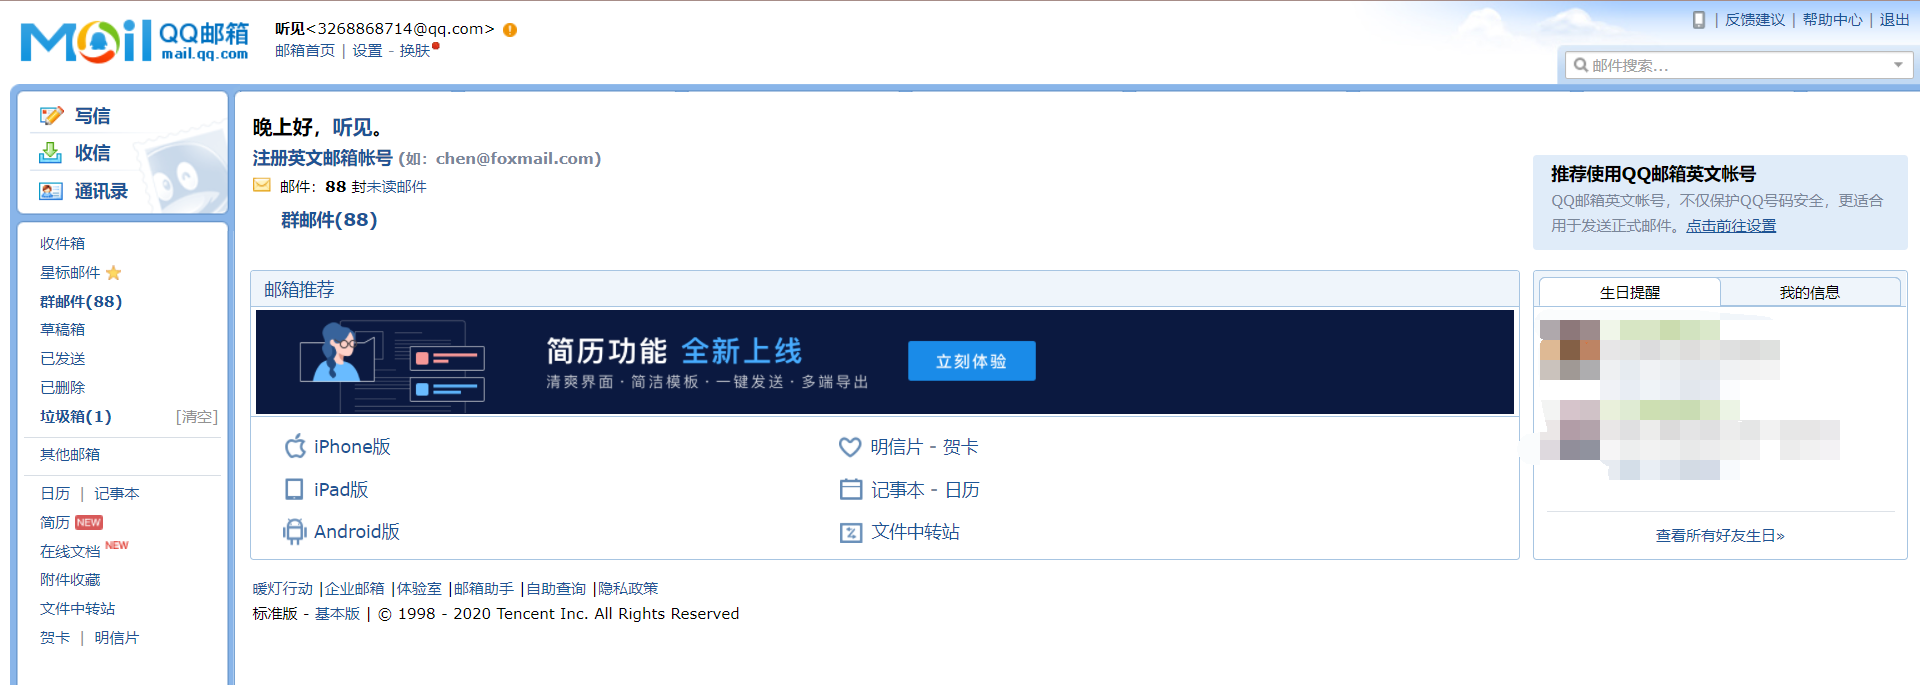 Mail QQ邮箱
mail.qq.com
听见<3268868714@qq.com>
邮箱首页 | 设置 - 换肤
| 反馈建议 | 帮助中心 | 退出
邮件搜索...
写信
收信
通讯录
收件箱
星标邮件
群邮件(88)
草稿箱
已发送
已删除
垃圾箱(1) [清空]
其他邮箱
日历 | 记事本
简历 NEW
在线文档 NEW
附件收藏
文件中转站
贺卡 | 明信片
晚上好，听见。
注册英文邮箱帐号 (如：chen@foxmail.com)
邮件：88 封未读邮件
群邮件(88)
推荐使用QQ邮箱英文帐号
QQ邮箱英文帐号，不仅保护QQ号码安全，更适合
用于发送正式邮件。点击前往设置
邮箱推荐
简历功能 全新上线
清爽界面·简洁模板·一键发送·多端导出
立刻体验
iPhone版
明信片 - 贺卡
iPad版
记事本 - 日历
Android版
文件中转站
生日提醒
我的信息
查看所有好友生日»
暖灯行动 |企业邮箱 |体验室 |邮箱助手 |自助查询 |隐私政策
标准版 - 基本版 | © 1998 - 2020 Tencent Inc. All Rights Reserved